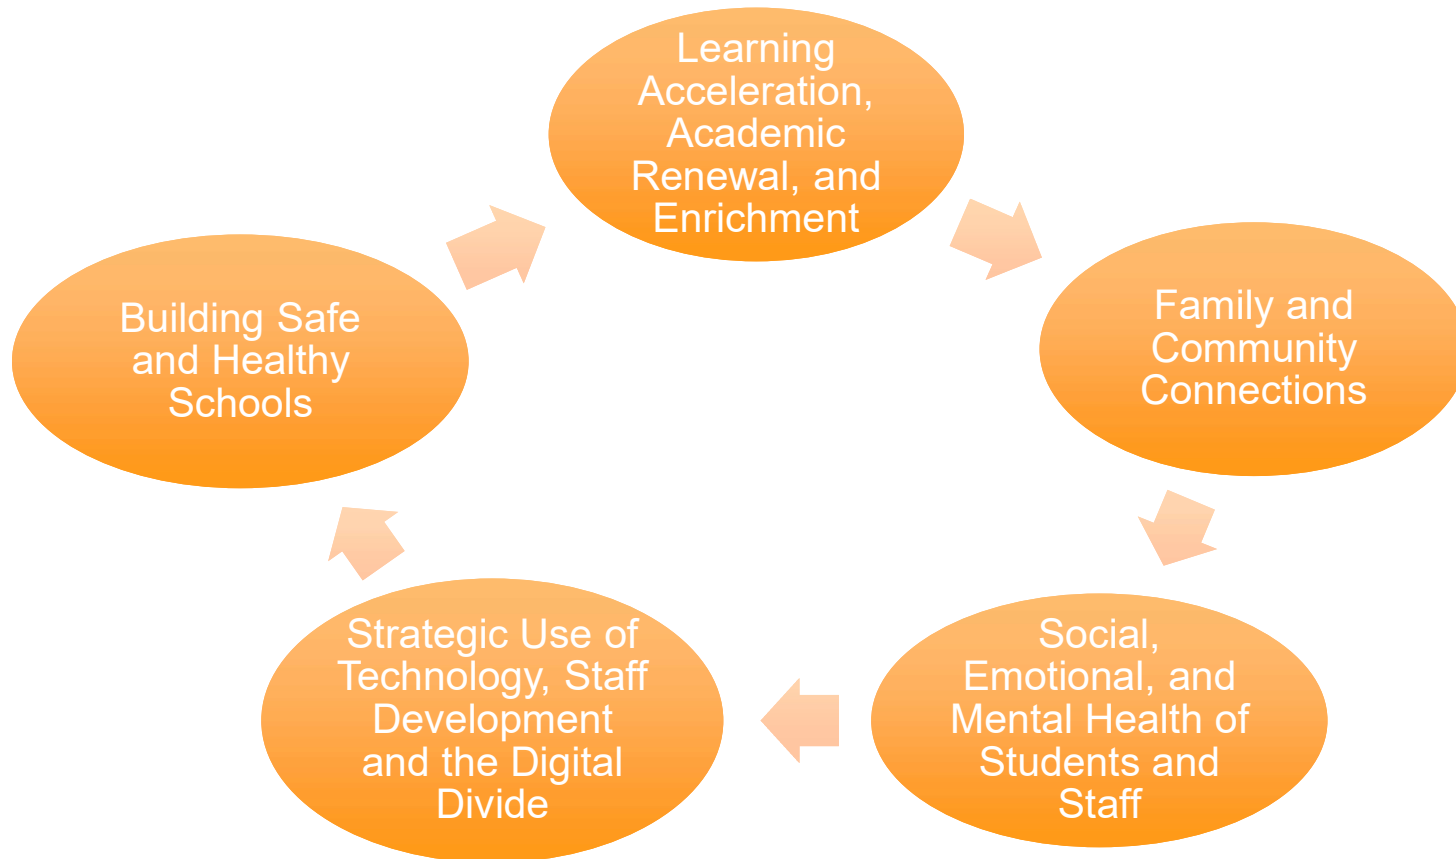 Learning
Acceleration,
Academic
Renewal, and
Enrichment
Family and
Community
Connections
Social,
Emotional, and
Mental Health of
Students and
Staff
Strategic Use of
Technology, Staff
Development
and the Digital
Divide
Building Safe
and Healthy
Schools